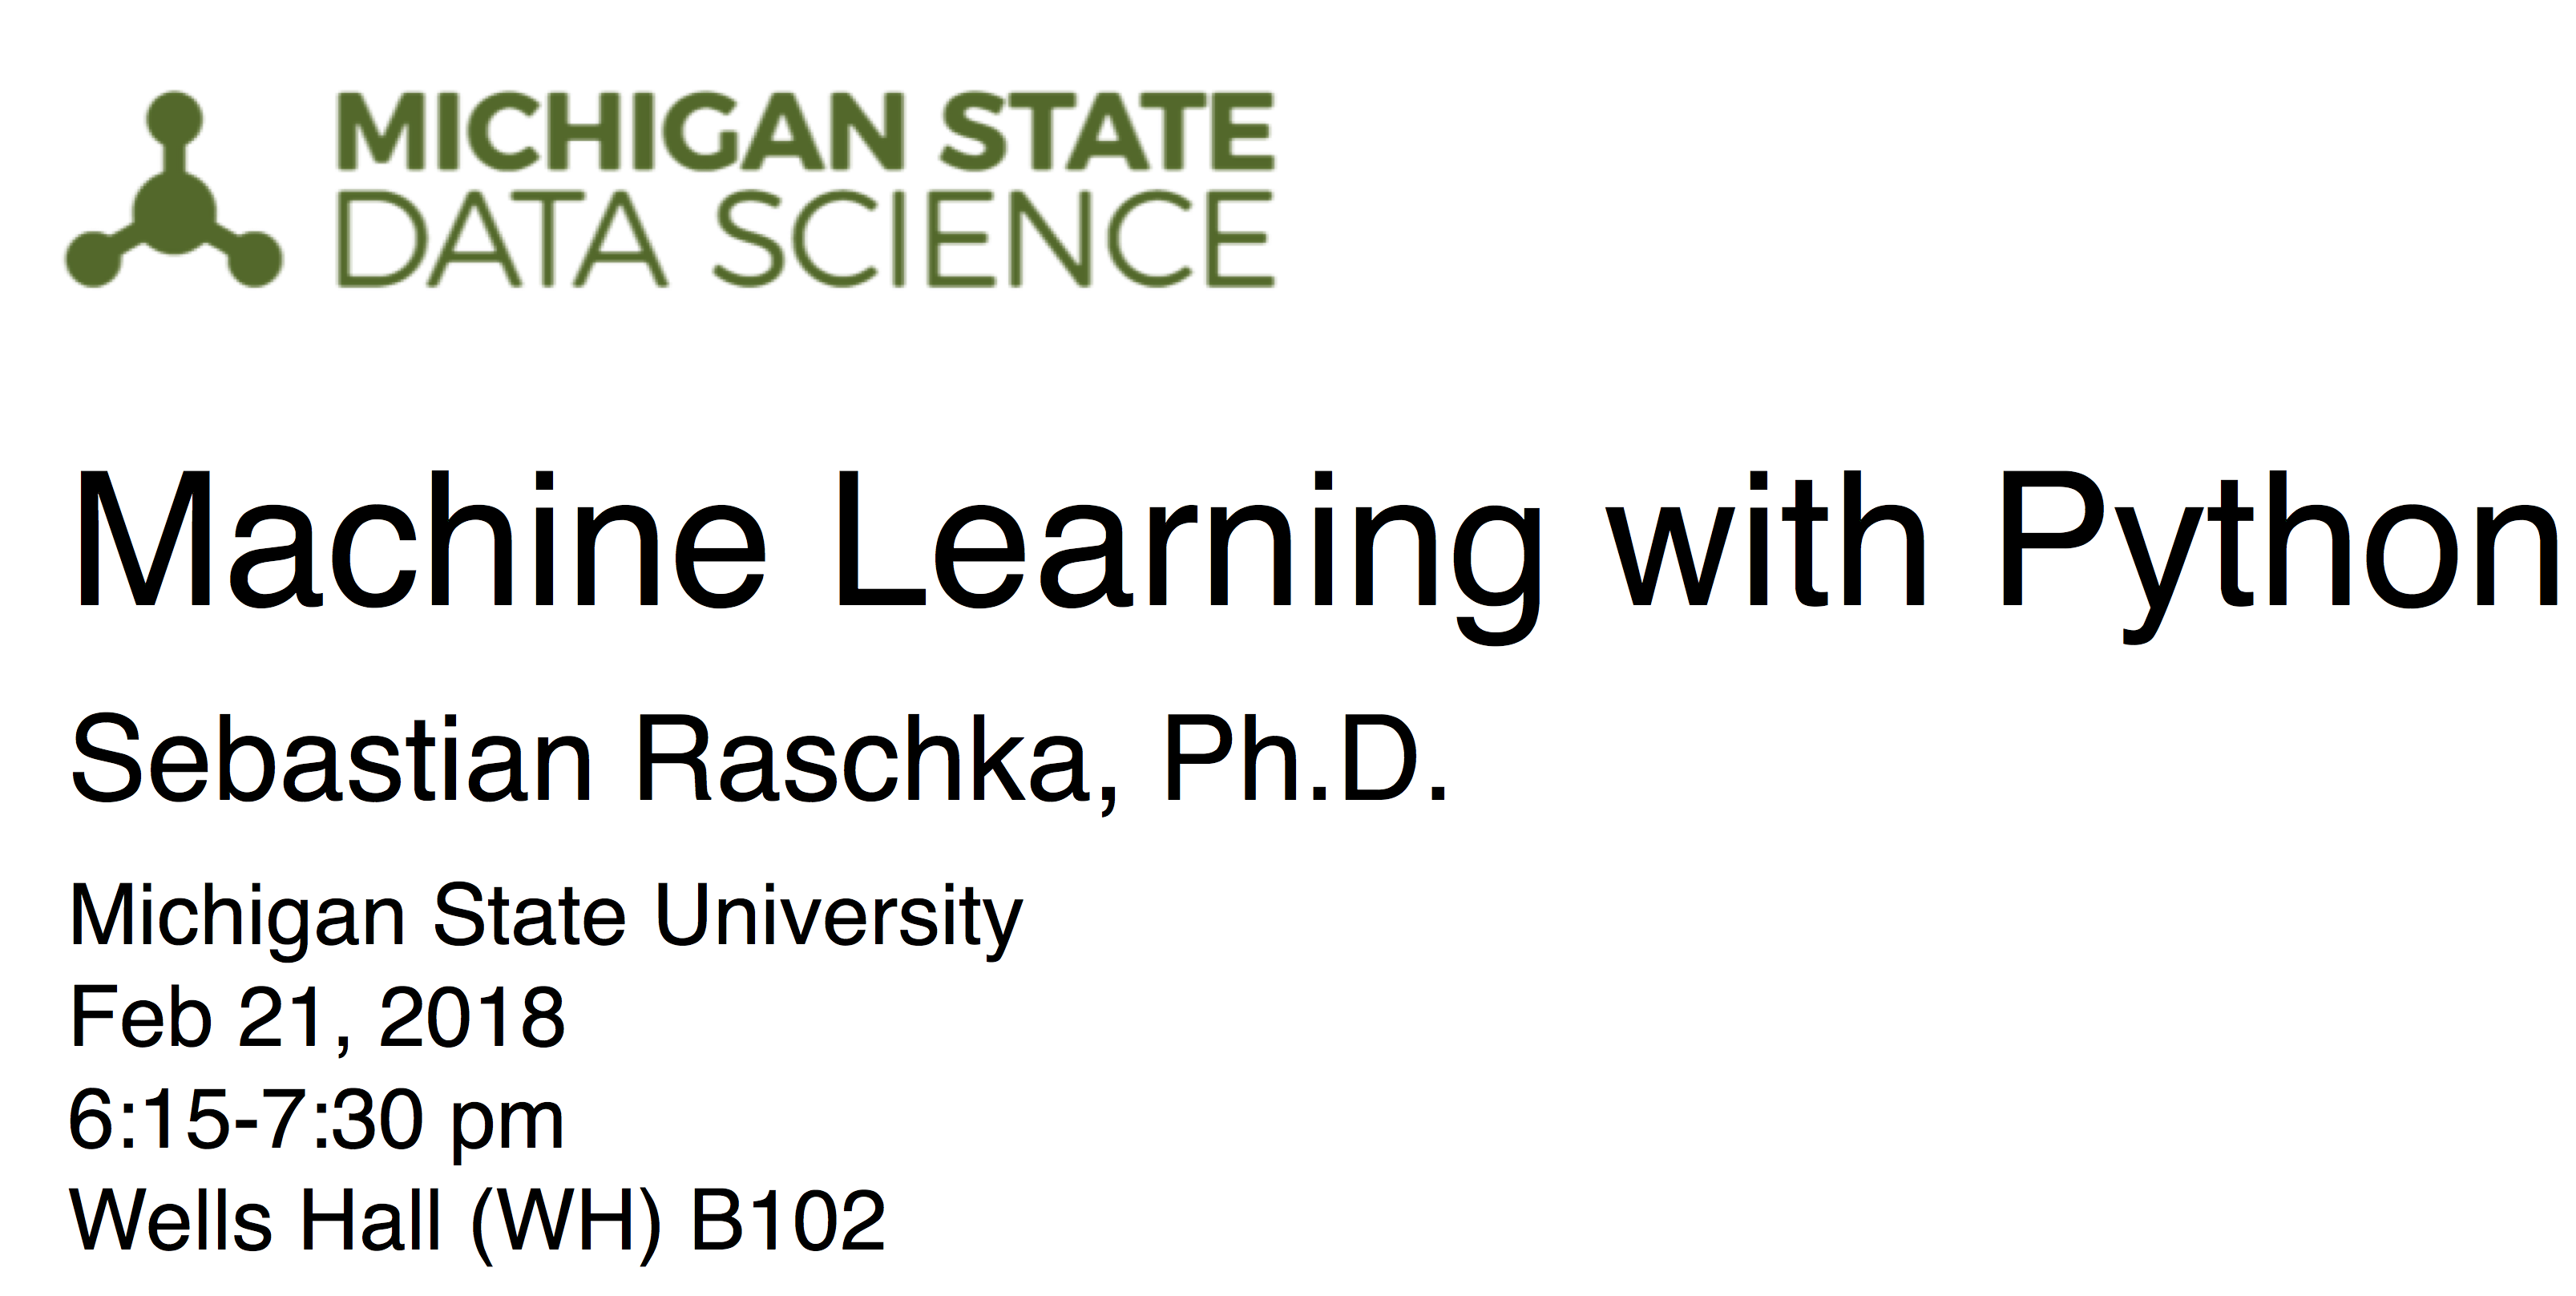 MICHIGAN STATE
DATA SCIENCE
Machine Learning with Python
Sebastian Raschka, Ph.D.
Michigan State University
Feb 21, 2018
6:15-7:30 pm
Wells Hall (WH) B102